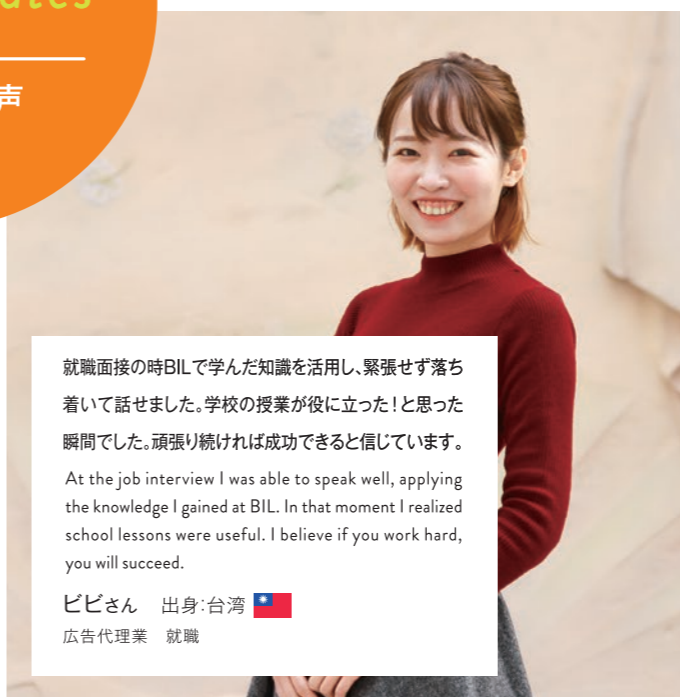 声
就職面接の時BILで学んだ知識を活用し、緊張せず落ち
着いて話せました。学校の授業が役に立った！と思った
瞬間でした。頑張り続ければ成功できると信じています。
At the job interview I was able to speak well, applying
the knowledge I gained at BIL. In that moment I realized
school lessons were useful. I believe if you work hard,
you will succeed.
ビビさん 出身:台湾
広告代理業 就職